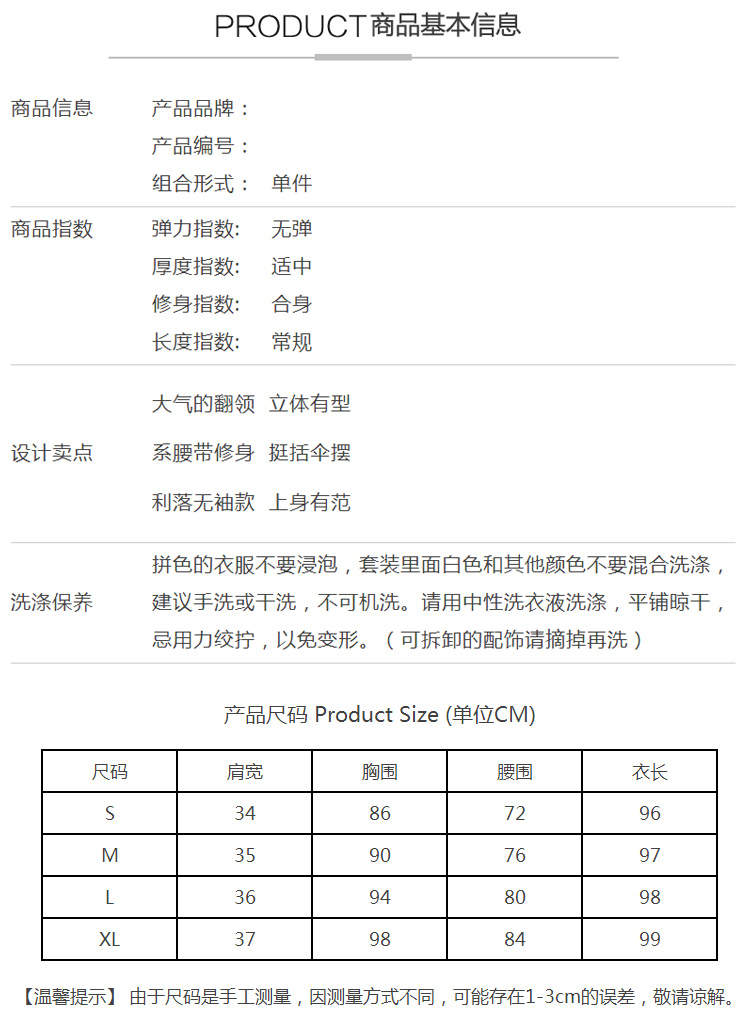 PRODUCT商品基本信息
商品信息 产品品牌：
产品编号：
组合形式： 单件
商品指数 弹力指数: 无弹
厚度指数: 适中
修身指数: 合身
长度指数: 常规
大气的翻领 立体有型
设计卖点 系腰带修身 挺括伞摆
利落无袖款 上身有范
拼色的衣服不要浸泡，套装里面白色和其他颜色不要混合洗涤，
洗涤保养 建议手洗或干洗，不可机洗。请用中性洗衣液洗涤，平铺晾干，
忌用力绞拧，以免变形。（可拆卸的配饰请摘掉再洗）
产品尺码 Product Size (单位CM)
尺码 肩宽 胸围 腰围 衣长
S 34 86 72 96
M 35 90 76 97
L 36 94 80 98
XL 37 98 84 99
【温馨提示】 由于尺码是手工测量，因测量方式不同，可能存在1-3cm的误差，敬请谅解。